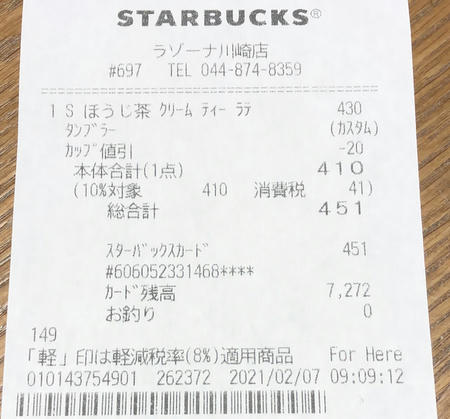 STARBUCKS®
ラゾーナ川崎店
#697 TEL 044-874-8359
1 S ほうじ茶 クリーム ティー ラテ 430
タンブラー (カスタム)
カップ値引 -20
本体合計(1点) 410
(10%対象 410 消費税 41)
総合計 451
スターバックスカード 451
#606052331468****
カード残高 7,272
お釣り 0
149
「軽」印は軽減税率(8%)適用商品 For Here
010143754901 262372 2021/02/07 09:09:12